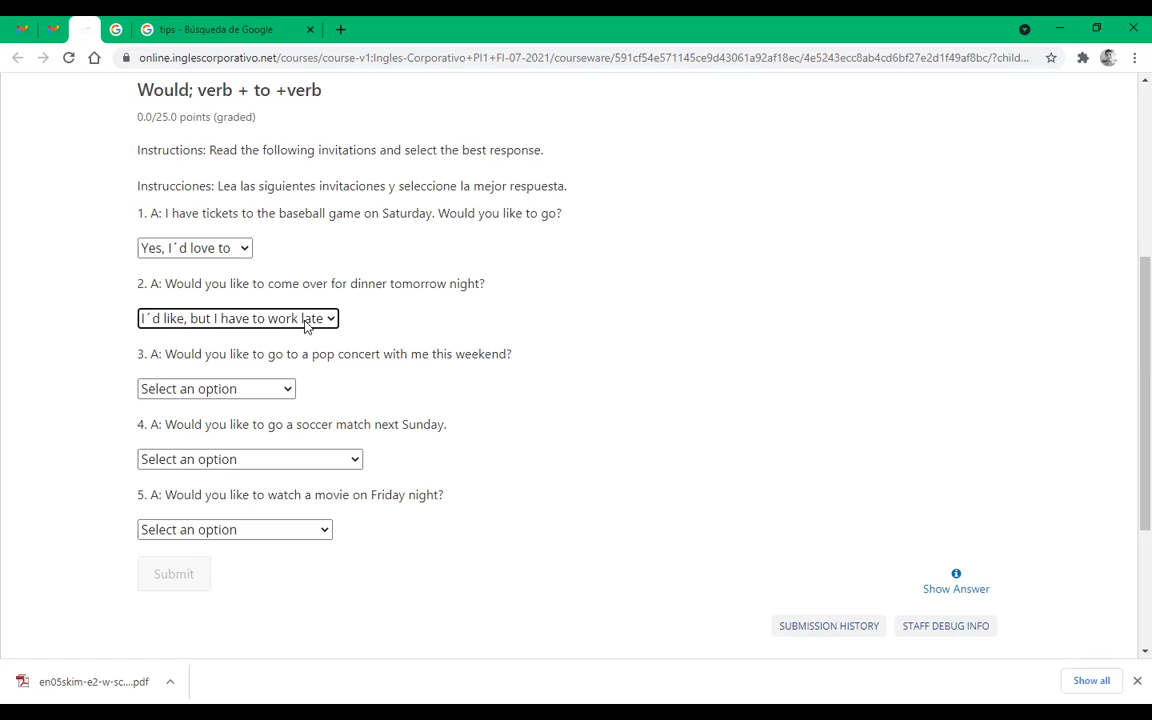 tips - Búsqueda de Google
online.inglescorporativo.net/courses/course-v1:Ingles-Corporativo+PI1+FI-07-2021/courseware/591cf54e571145ce9d43061a92af18ec/4e5243ecc8ab4cd6bf27e2d1f49af8bc/?child...
Would; verb + to +verb
0.0/25.0 points (graded)
Instructions: Read the following invitations and select the best response.
Instrucciones: Lea las siguientes invitaciones y seleccione la mejor respuesta.
1. A: I have tickets to the baseball game on Saturday. Would you like to go?
Yes, I´d love to
2. A: Would you like to come over for dinner tomorrow night?
I´d like, but I have to work late
3. A: Would you like to go to a pop concert with me this weekend?
Select an option
4. A: Would you like to go a soccer match next Sunday.
Select an option
5. A: Would you like to watch a movie on Friday night?
Select an option
Submit
Show Answer
SUBMISSION HISTORY STAFF DEBUG INFO
en05skim-e2-w-sc....pdf
Show all